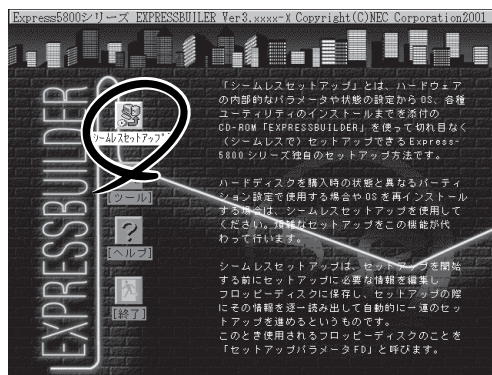 Express5800シリーズ EXPRESSBUILER Ver3.xxxx-X Copyright(C)NEC Corporation2001
EXPRESSBUILDER
シームレスセットアップ
[ツール]
[ヘルプ]
[終了]
「シームレスセットアップ」とは、ハードウェア
の内部的なパラメータや状態の設定からOS、各種
ユーティリティのインストールまでを添付の
CD-ROM「EXPRESSBUILDER」を使って切れ目なく
(シームレスで)セットアップできるExpress-
5800シリーズ独自のセットアップ方法です。
ハードディスクを購入時の状態と異なるパーティ
ション設定で使用する場合やOSを再インストール
する場合は、シームレスセットアップを使用して
ください。煩雑なセットアップをこの機能が代
わって行います。
シームレスセットアップは、セットアップを開始
する前にセットアップに必要な情報を編集し
フロッピーディスクに保存し、セットアップの際
にその情報を逐一読み出して自動的に一連のセッ
トアップを進めるというものです。
このとき使用されるフロッピーディスクのことを
「セットアップパラメータFD」と呼びます。